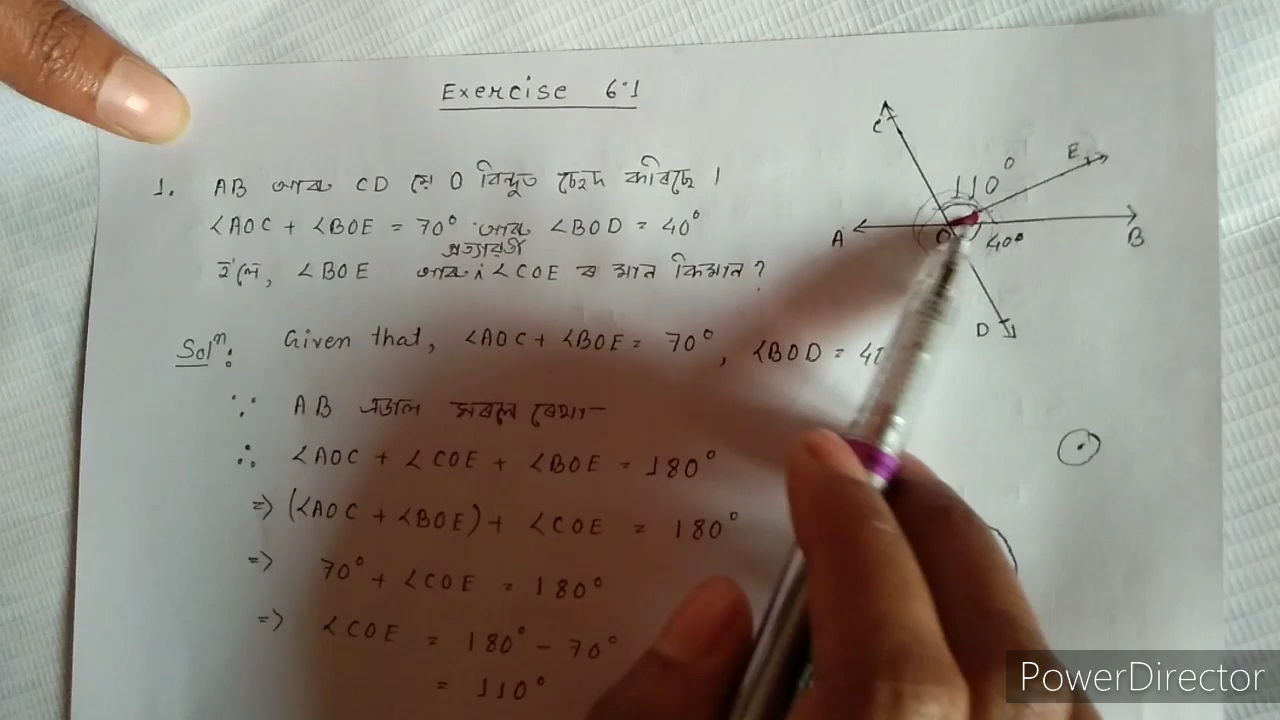 Exercise 6.1
1. AB আৰু CD য়ে O বিন্দুত ছেদ কৰিছে।
∠AOC + ∠BOE = 70° আৰু ∠BOD = 40°
প্ৰত্যাবৰ্তী
হ'লে, ∠BOE আৰু ∠COE ৰ মান কিমান?
Solⁿ: Given that, ∠AOC + ∠BOE = 70°, ∠BOD = 4
∵ AB এডাল সৰল ৰেখা
∴ ∠AOC + ∠COE + ∠BOE = 180°
=> (∠AOC + ∠BOE) + ∠COE = 180°
=> 70° + ∠COE = 180°
=> ∠COE = 180° - 70°
= 110°
C
E
110°
A
O
40°
B
D
PowerDirector